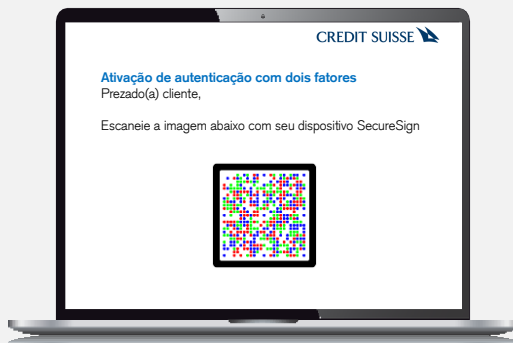 CREDIT SUISSE
Ativação de autenticação com dois fatores
Prezado(a) cliente,
Escaneie a imagem abaixo com seu dispositivo SecureSign